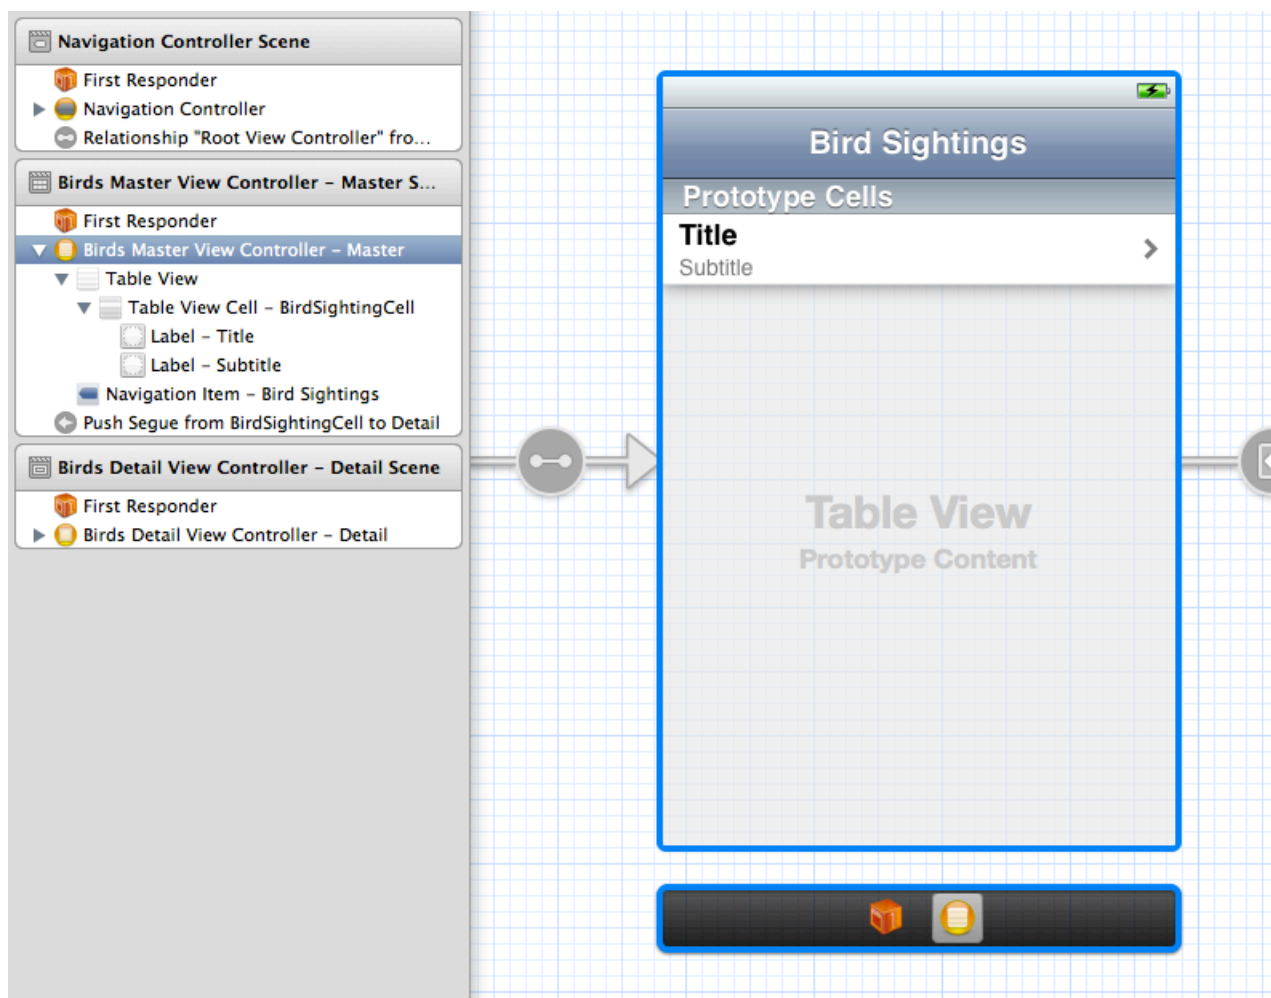 Navigation Controller Scene
First Responder
Navigation Controller
Relationship "Root View Controller" fro...
Birds Master View Controller – Master S...
First Responder
Birds Master View Controller – Master
Table View
Table View Cell – BirdSightingCell
Label – Title
Label – Subtitle
Navigation Item – Bird Sightings
Push Segue from BirdSightingCell to Detail
Birds Detail View Controller – Detail Scene
First Responder
Birds Detail View Controller – Detail
Bird Sightings
Prototype Cells
Title
Subtitle
Table View
Prototype Content